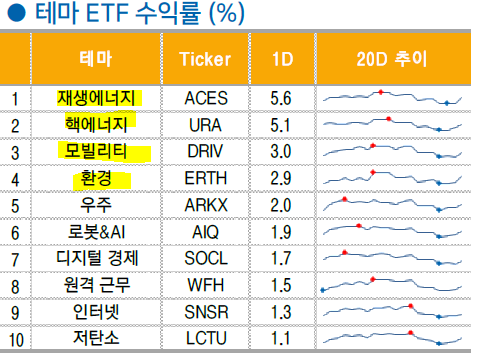 ● 테마 ETF 수익률 (%)
테마 Ticker 1D 20D 추이
1 재생에너지 ACES 5.6
2 핵에너지 URA 5.1
3 모빌리티 DRIV 3.0
4 환경 ERTH 2.9
5 우주 ARKX 2.0
6 로봇&AI AIQ 1.9
7 디지털 경제 SOCL 1.7
8 원격 근무 WFH 1.5
9 인터넷 SNSR 1.3
10 저탄소 LCTU 1.1